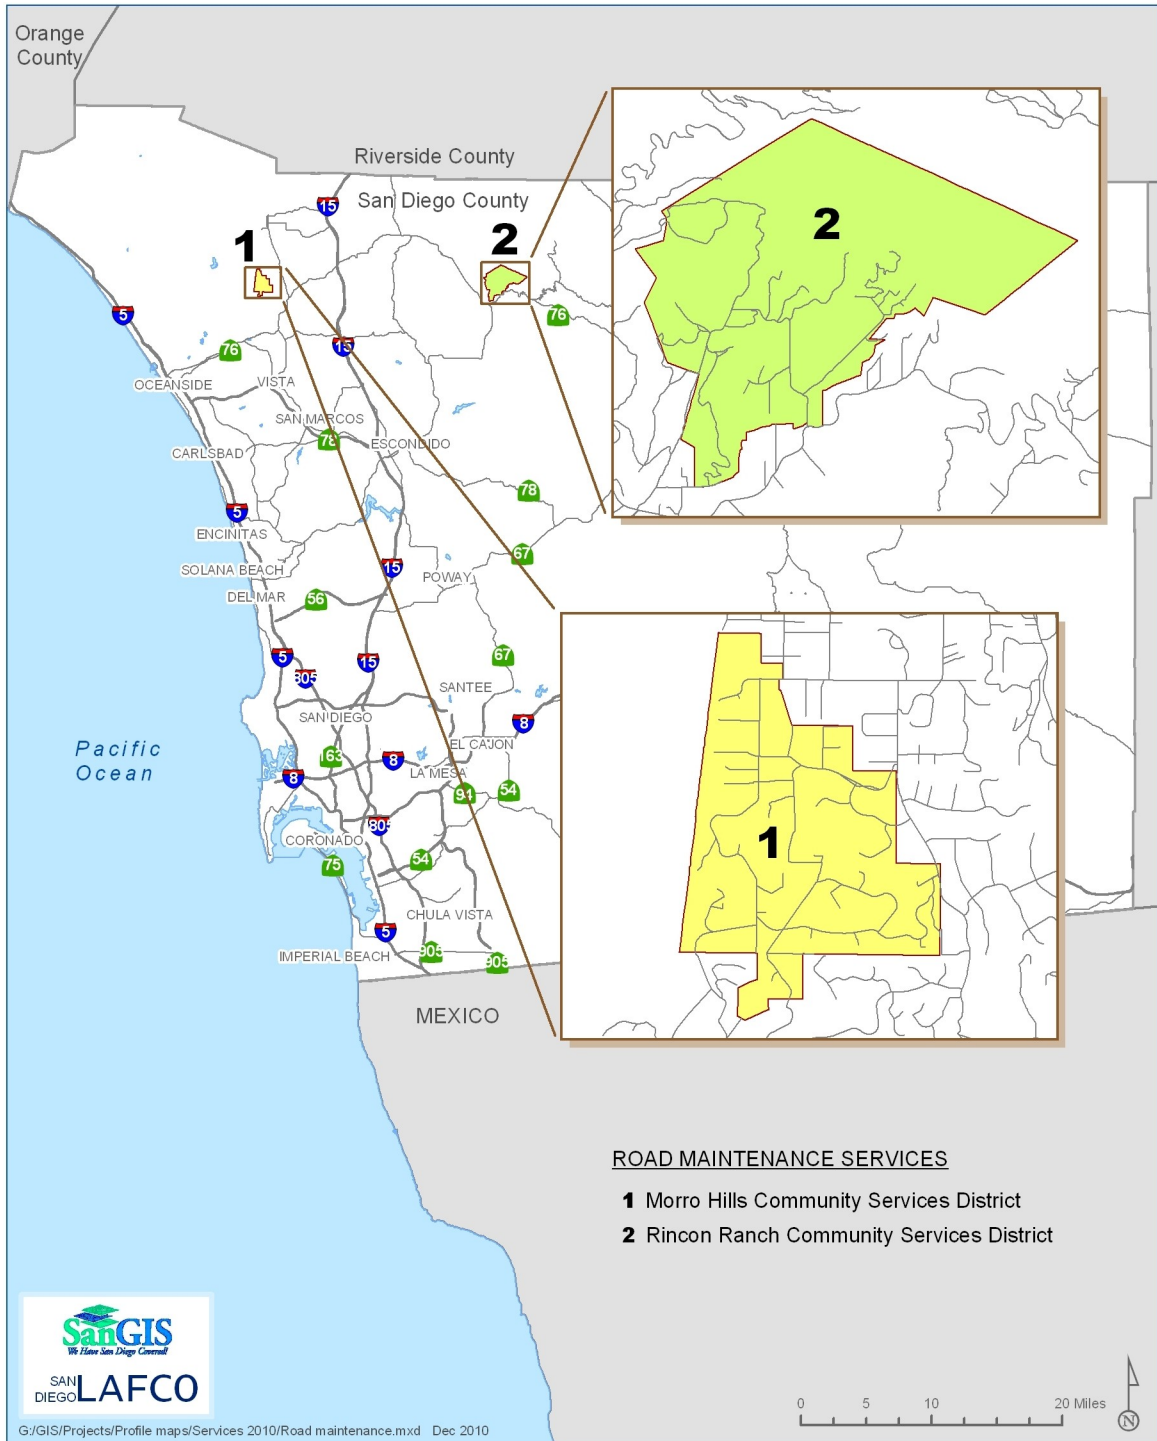 Orange
County
Riverside County
San Diego County
15
1
2
2
5
76
76
15
OCEANSIDE
VISTA
SAN MARCOS
78
ESCONDIDO
CARLSBAD
78
5
ENCINITAS
67
SOLANA BEACH
15
POWAY
DEL MAR
56
5
15
67
805
SANTEE
SAN DIEGO
8
EL CAJON
Pacific
Ocean
163
8
LA MESA
8
94
54
805
1
CORONADO
75
54
CHULA VISTA
5
IMPERIAL BEACH
905
905
MEXICO
ROAD MAINTENANCE SERVICES
1 Morro Hills Community Services District
2 Rincon Ranch Community Services District
SanGIS
We Have San Diego Covered!
SAN
DIEGO LAFCO
0 5 10 20 Miles
N
G:/GIS/Projects/Profile maps/Services 2010/Road maintenance.mxd Dec 2010